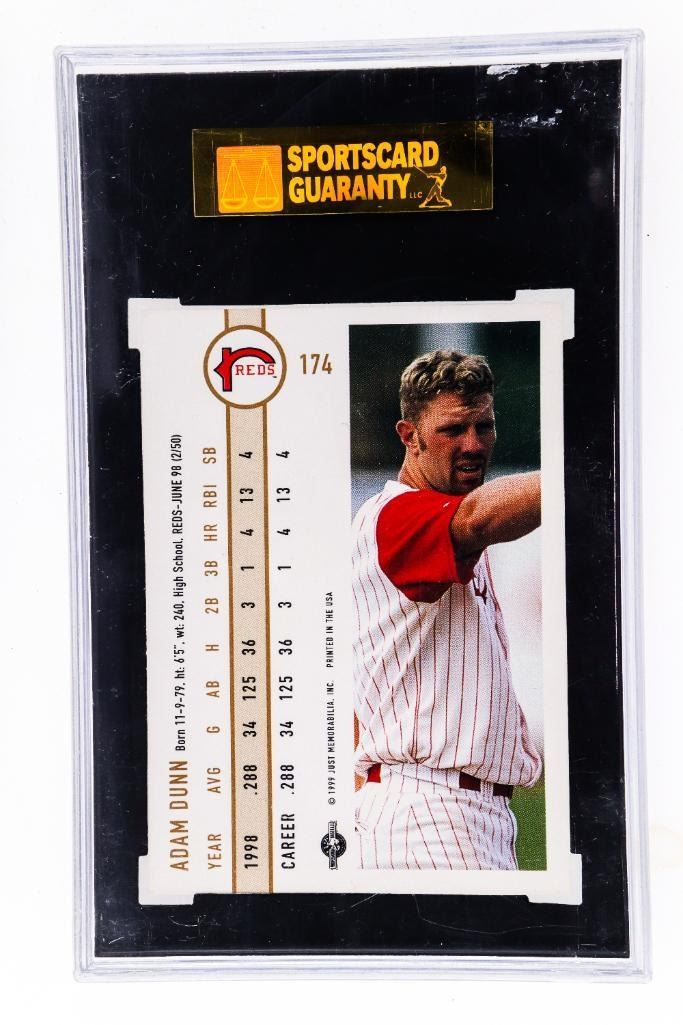 SPORTSCARD
GUARANTY LLC
REDS
174
ADAM DUNN Born 11-9-79, ht: 6'5", wt: 240, High School, REDS-JUNE 98 (2/50)
YEAR AVG G AB H 2B 3B HR RBI SB
1998 .288 34 125 36 3 1 4 13 4
CAREER .288 34 125 36 3 1 4 13 4
© 1999 JUST MEMORABILIA, INC. PRINTED IN THE USA